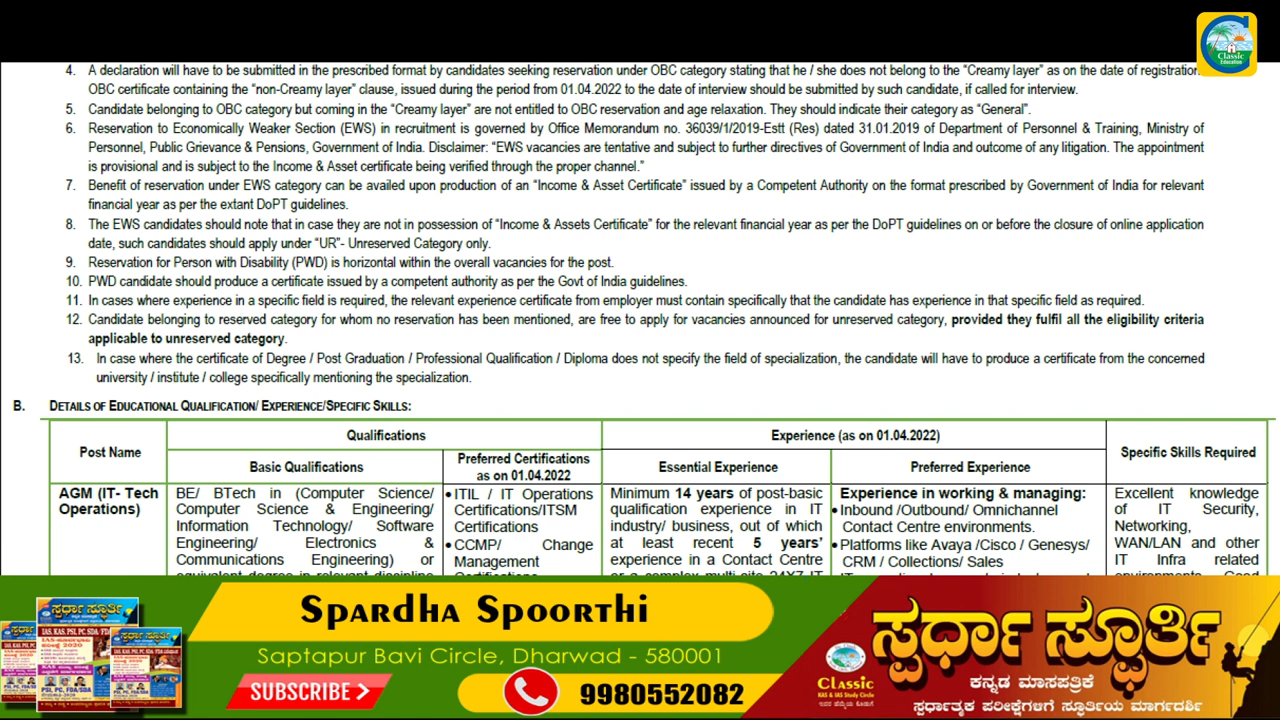 Classic
Education
4. A declaration will have to be submitted in the prescribed format by candidates seeking reservation under OBC category stating that he / she does not belong to the “Creamy layer” as on the date of registration.
OBC certificate containing the “non-Creamy layer” clause, issued during the period from 01.04.2022 to the date of interview should be submitted by such candidate, if called for interview.
5. Candidate belonging to OBC category but coming in the “Creamy layer” are not entitled to OBC reservation and age relaxation. They should indicate their category as “General”.
6. Reservation to Economically Weaker Section (EWS) in recruitment is governed by Office Memorandum no. 36039/1/2019-Estt (Res) dated 31.01.2019 of Department of Personnel & Training, Ministry of
Personnel, Public Grievance & Pensions, Government of India. Disclaimer: “EWS vacancies are tentative and subject to further directives of Government of India and outcome of any litigation. The appointment
is provisional and is subject to the Income & Asset certificate being verified through the proper channel.”
7. Benefit of reservation under EWS category can be availed upon production of an “Income & Asset Certificate” issued by a Competent Authority on the format prescribed by Government of India for relevant
financial year as per the extant DoPT guidelines.
8. The EWS candidates should note that in case they are not in possession of “Income & Assets Certificate” for the relevant financial year as per the DoPT guidelines on or before the closure of online application
date, such candidates should apply under “UR”- Unreserved Category only.
9. Reservation for Person with Disability (PWD) is horizontal within the overall vacancies for the post.
10. PWD candidate should produce a certificate issued by a competent authority as per the Govt of India guidelines.
11. In cases where experience in a specific field is required, the relevant experience certificate from employer must contain specifically that the candidate has experience in that specific field as required.
12. Candidate belonging to reserved category for whom no reservation has been mentioned, are free to apply for vacancies announced for unreserved category, provided they fulfil all the eligibility criteria
applicable to unreserved category.
13. In case where the certificate of Degree / Post Graduation / Professional Qualification / Diploma does not specify the field of specialization, the candidate will have to produce a certificate from the concerned
university / institute / college specifically mentioning the specialization.
B. DETAILS OF EDUCATIONAL QUALIFICATION/ EXPERIENCE/SPECIFIC SKILLS:
Post Name
Qualifications
Experience (as on 01.04.2022)
Specific Skills Required
Basic Qualifications
Preferred Certifications
as on 01.04.2022
Essential Experience
Preferred Experience
AGM (IT- Tech
Operations)
BE/ BTech in (Computer Science/
Computer Science & Engineering/
Information Technology/ Software
Engineering/ Electronics &
Communications Engineering) or
equivalent degree in relevant discipline
• ITIL / IT Operations
Certifications/ITSM
Certifications
• CCMP/ Change
Management
Certifications
Minimum 14 years of post-basic
qualification experience in IT
industry/ business, out of which
at least recent 5 years’
experience in a Contact Centre
or a complex multi-site 24X7 IT
Experience in working & managing:
• Inbound /Outbound/ Omnichannel
Contact Centre environments.
• Platforms like Avaya /Cisco / Genesys/
CRM / Collections/ Sales
Excellent knowledge
of IT Security,
Networking,
WAN/LAN and other
IT Infra related
environments. Good
ಸ್ಪರ್ಧಾ ಸ್ಫೂರ್ತಿ
Spardha Spoorthi
Saptapur Bavi Circle, Dharwad - 580001
SUBSCRIBE
9980552082
ಸ್ಪರ್ಧಾ ಸ್ಫೂರ್ತಿ
Classic
KAS & IAS Study Circle
ಕನ್ನಡ ಮಾಸಪತ್ರಿಕೆ
ಸ್ಪರ್ಧಾತ್ಮಕ ಪರೀಕ್ಷೆಗಳಿಗೆ ಸ್ಫೂರ್ತಿಯ ಮಾರ್ಗದರ್ಶಿ